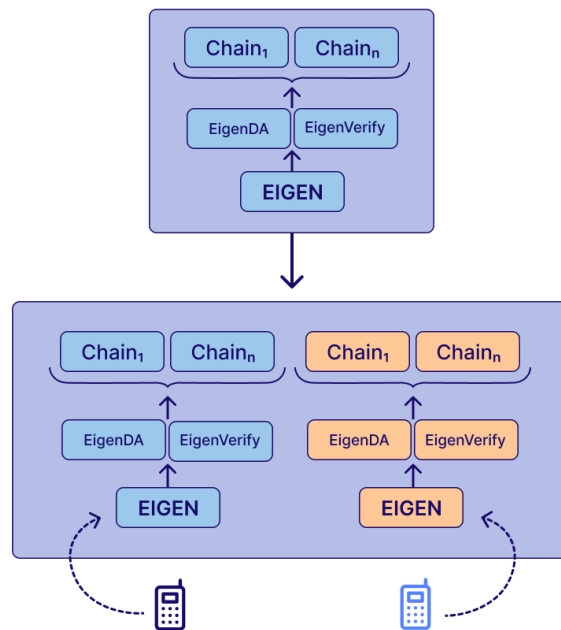 Chain₁ Chainₙ
EigenDA EigenVerify
EIGEN
Chain₁ Chainₙ Chain₁ Chainₙ
EigenDA EigenVerify EigenDA EigenVerify
EIGEN EIGEN